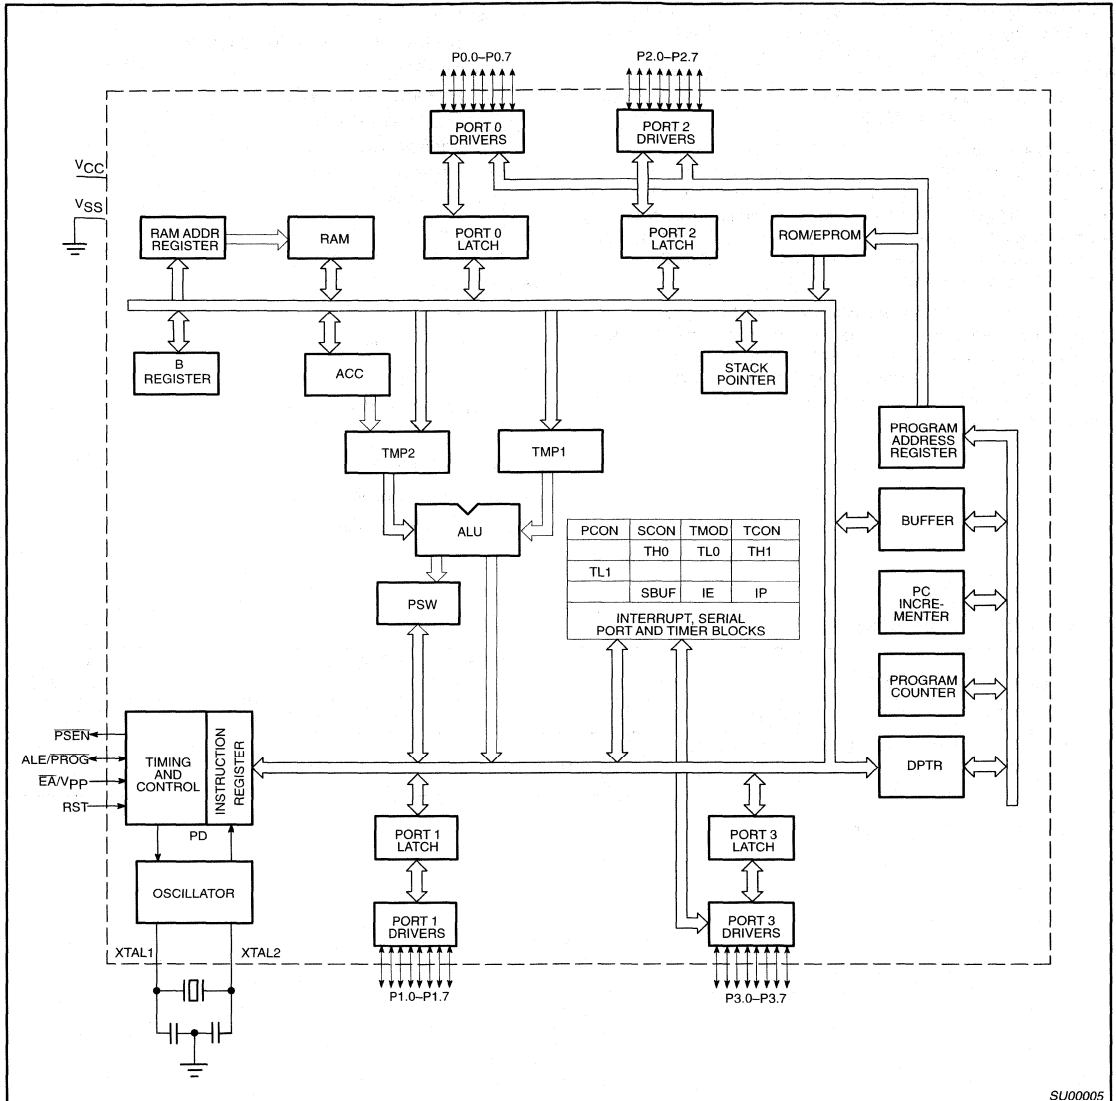 P0.0–P0.7
P2.0–P2.7
PORT 0
DRIVERS
PORT 2
DRIVERS
VCC
VSS
RAM ADDR
REGISTER
RAM
PORT 0
LATCH
PORT 2
LATCH
ROM/EPROM
B
REGISTER
ACC
STACK
POINTER
PROGRAM
ADDRESS
REGISTER
TMP2
TMP1
ALU
BUFFER
PCON SCON TMOD TCON
TH0 TL0 TH1
TL1
SBUF IE IP
INTERRUPT, SERIAL
PORT AND TIMER BLOCKS
PSW
PC
INCRE-
MENTER
PROGRAM
COUNTER
PSEN
ALE/PROG
EA/VPP
RST
TIMING
AND
CONTROL
INSTRUCTION
REGISTER
DPTR
PD
OSCILLATOR
PORT 1
LATCH
PORT 3
LATCH
PORT 1
DRIVERS
PORT 3
DRIVERS
XTAL1
XTAL2
P1.0–P1.7
P3.0–P3.7
SU00005